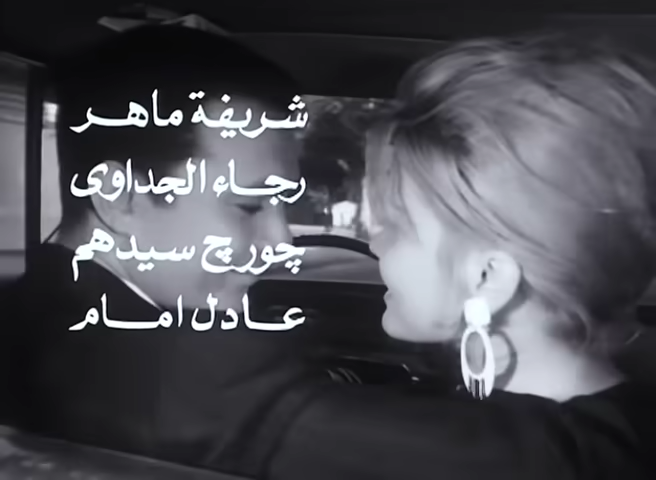 شريفة ماهر
رجاء الجداوى
چورچ سيدهم
عادل امام